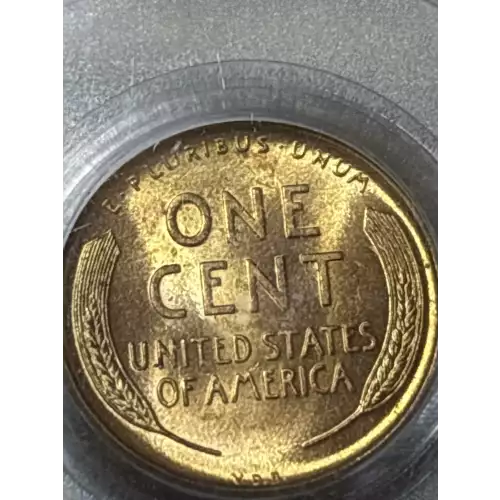 E·PLURIBUS·UNUM
ONE
CENT
UNITED STATES
OF AMERICA
V.D.B.